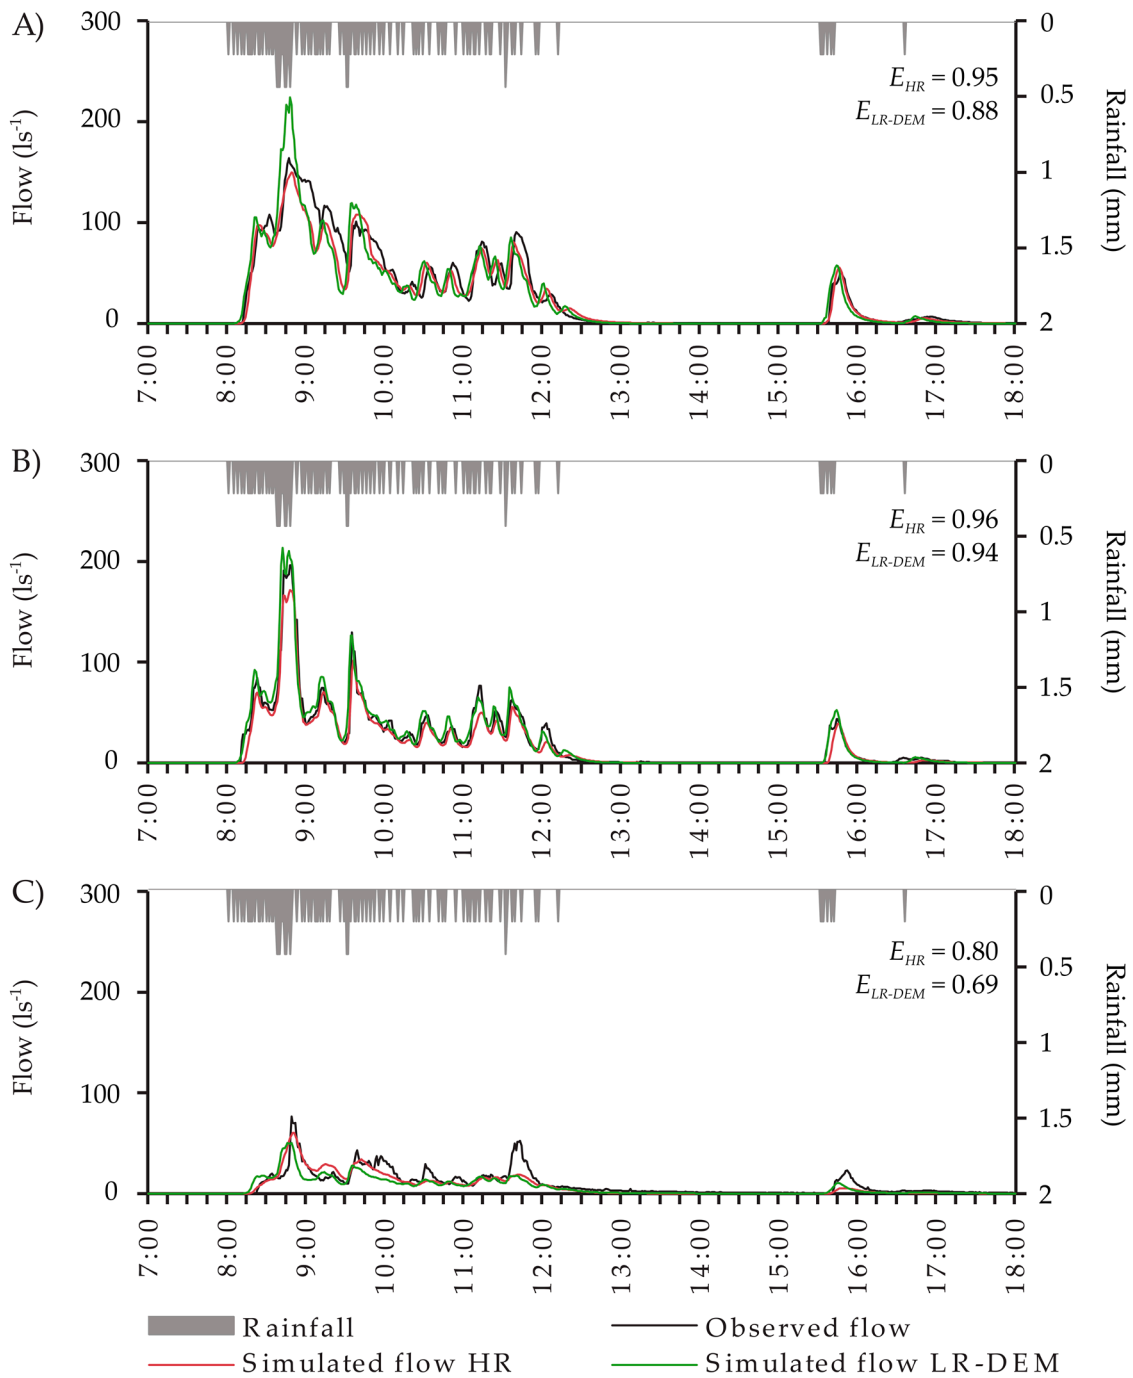 A)
300
200
100
0
Flow (ls-1)
0
0.5
1
1.5
2
Rainfall (mm)
EHR = 0.95
ELR-DEM = 0.88
7:00 8:00 9:00 10:00 11:00 12:00 13:00 14:00 15:00 16:00 17:00 18:00
B)
300
200
100
0
Flow (ls-1)
0
0.5
1
1.5
2
Rainfall (mm)
EHR = 0.96
ELR-DEM = 0.94
7:00 8:00 9:00 10:00 11:00 12:00 13:00 14:00 15:00 16:00 17:00 18:00
C)
300
200
100
0
Flow (ls-1)
0
0.5
1
1.5
2
Rainfall (mm)
EHR = 0.80
ELR-DEM = 0.69
7:00 8:00 9:00 10:00 11:00 12:00 13:00 14:00 15:00 16:00 17:00 18:00
Rainfall
Observed flow
Simulated flow HR
Simulated flow LR-DEM